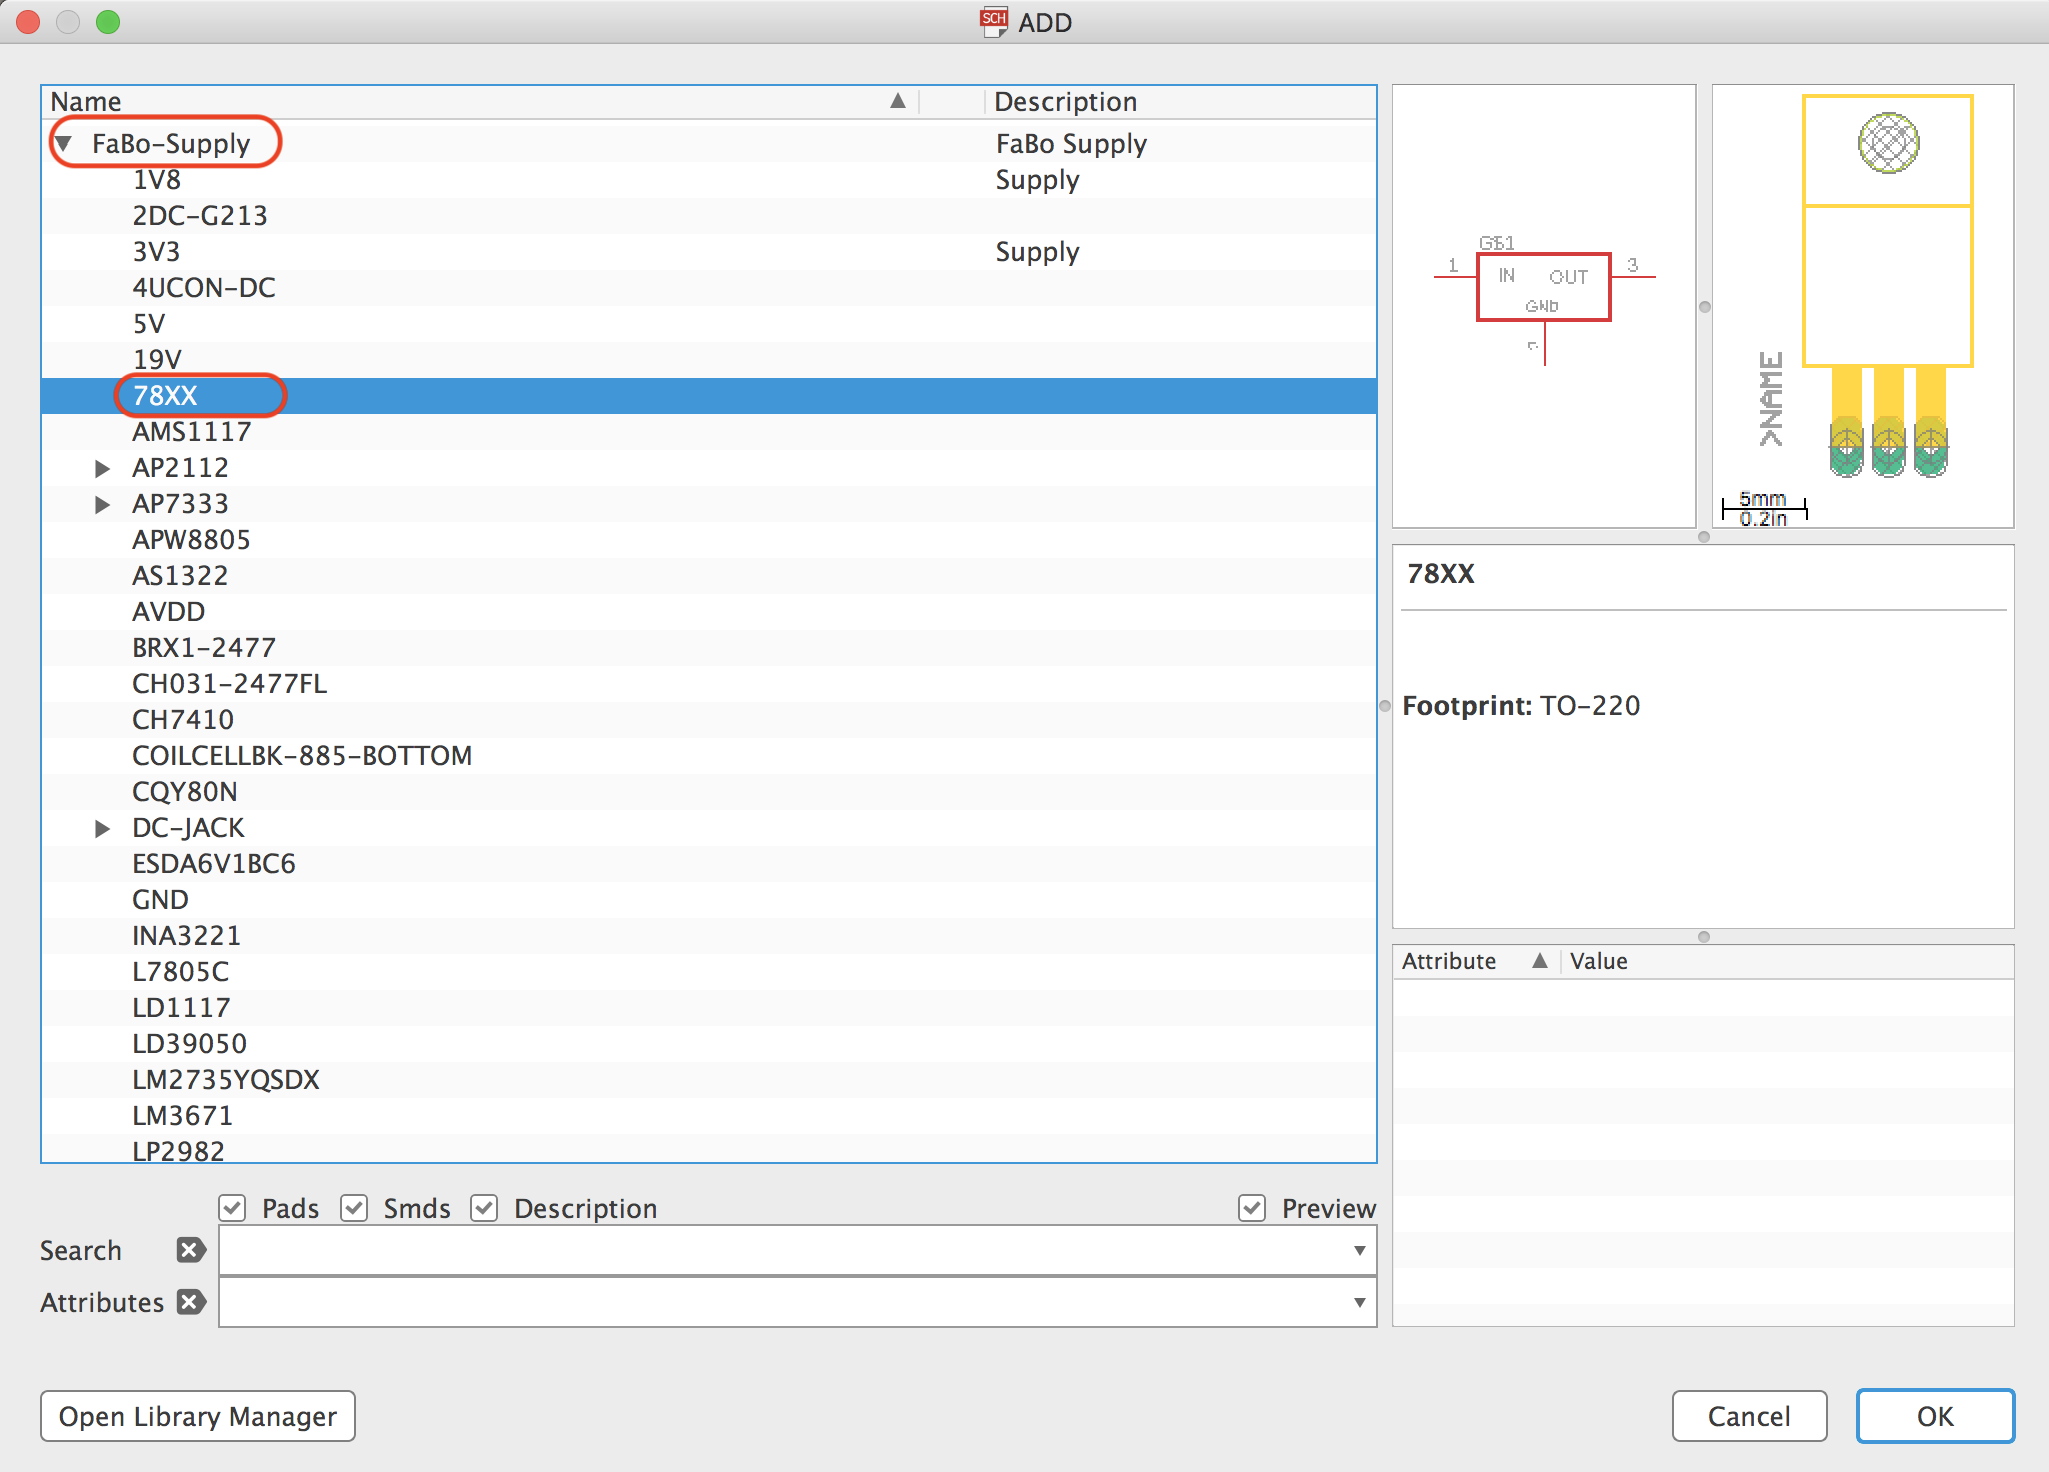 SCH ADD
Name Description
FaBo-Supply FaBo Supply
1V8 Supply
2DC-G213
3V3 Supply
4UCON-DC
5V
19V
78XX
AMS1117
AP2112
AP7333
APW8805
AS1322
AVDD
BRX1-2477
CH031-2477FL
CH7410
COILCELLBK-885-BOTTOM
CQY80N
DC-JACK
ESDA6V1BC6
GND
INA3221
L7805C
LD1117
LD39050
LM2735YQSDX
LM3671
LP2982
Pads Smds Description Preview
Search
Attributes
Open Library Manager
G$1
1 IN OUT 3
GND
>NAME
5mm
0.2in
78XX
Footprint: TO-220
Attribute Value
Cancel OK